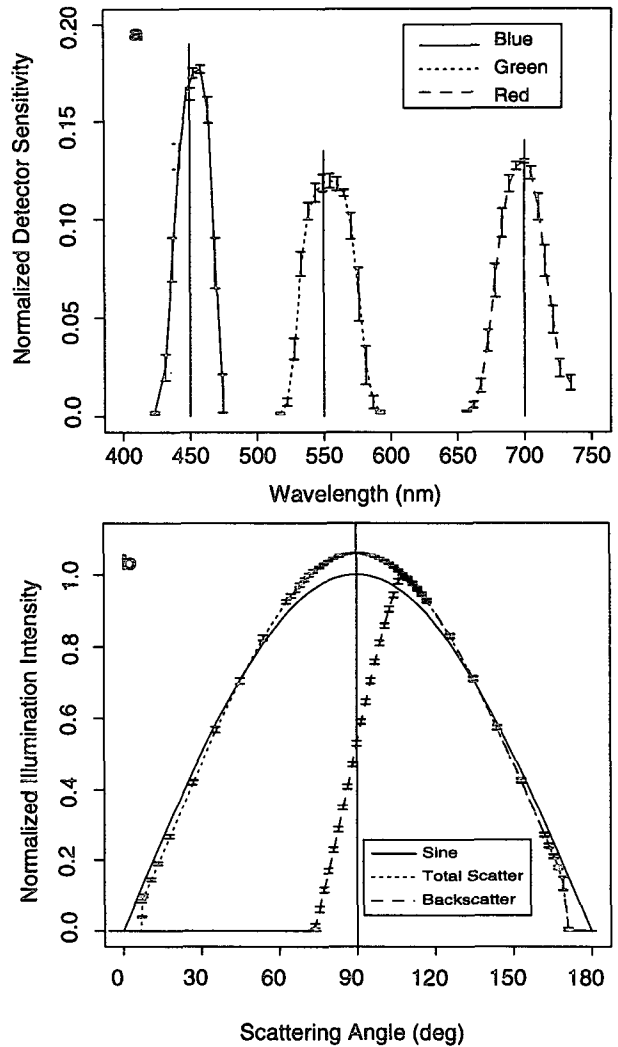 a
Blue
Green
Red
Normalized Detector Sensitivity
0.20
0.15
0.10
0.05
0.0
400 450 500 550 600 650 700 750
Wavelength (nm)
b
Normalized Illumination Intensity
1.0
0.8
0.6
0.4
0.2
0.0
Sine
Total Scatter
Backscatter
0 30 60 90 120 150 180
Scattering Angle (deg)